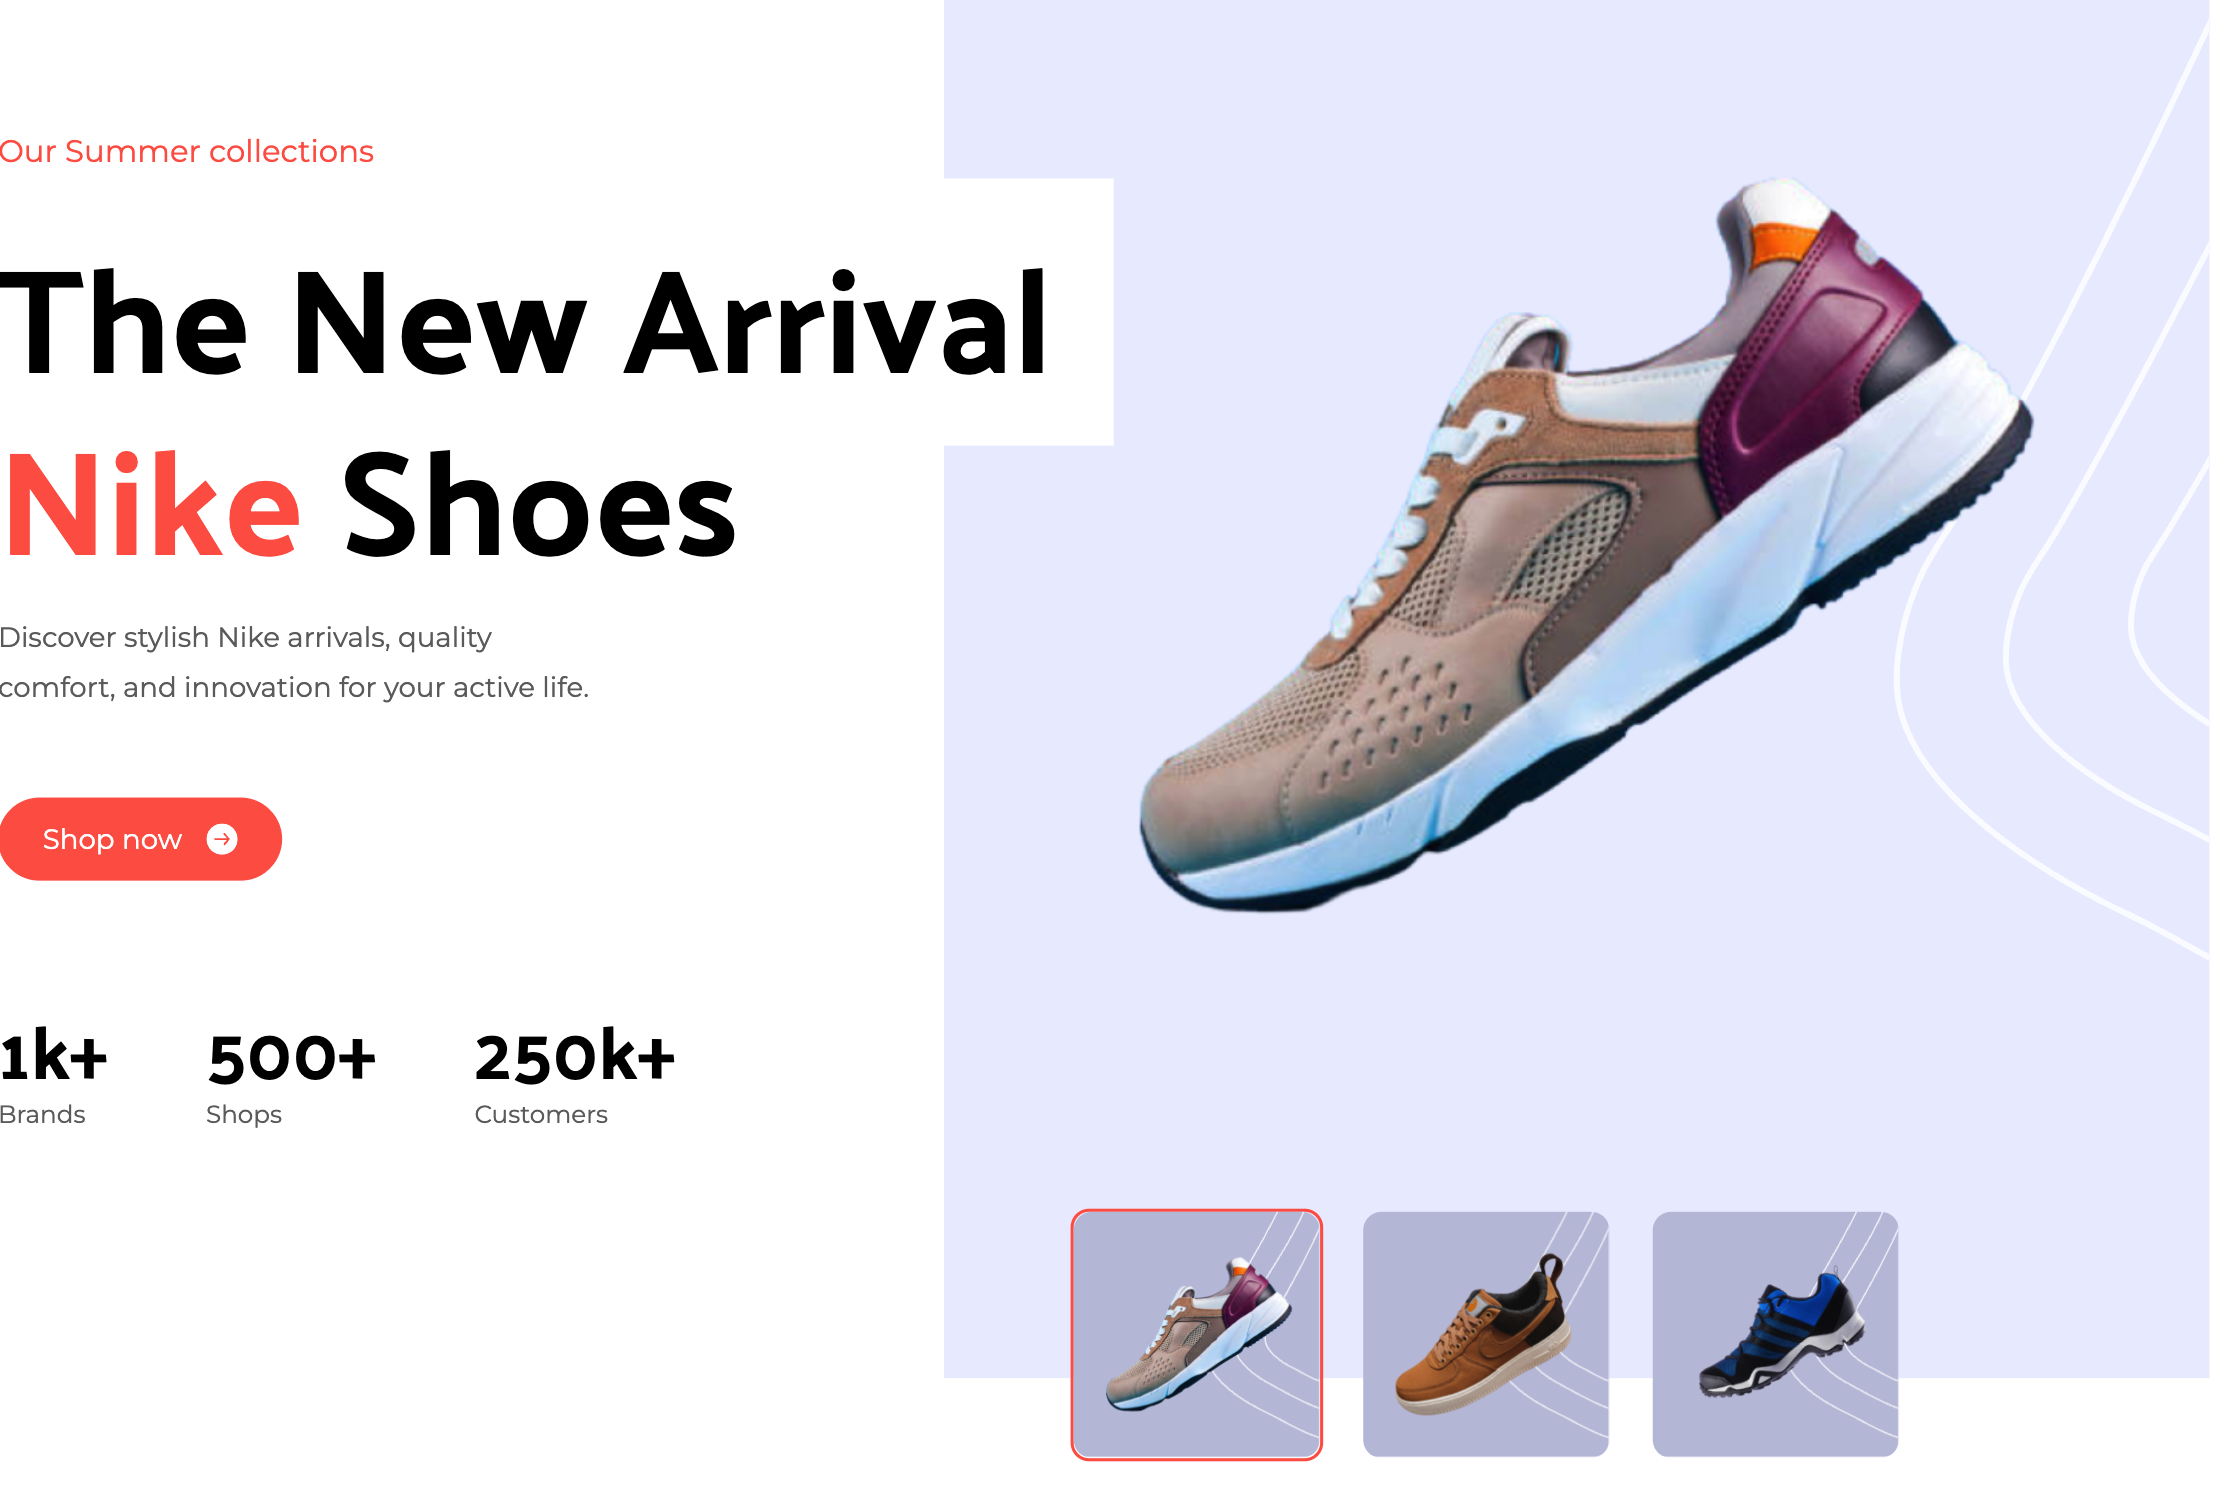 Our Summer collections
The New Arrival
Nike Shoes
Discover stylish Nike arrivals, quality
comfort, and innovation for your active life.
Shop now
1k+
500+
250k+
Brands
Shops
Customers